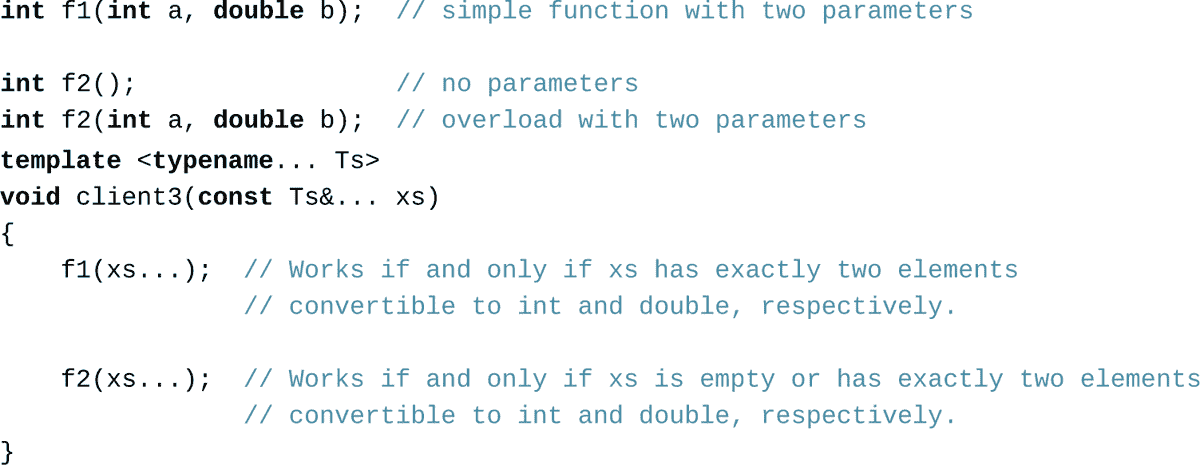 int f1(int a, double b);  // simple function with two parameters

int f2();                 // no parameters
int f2(int a, double b);  // overload with two parameters
template <typename... Ts>
void client3(const Ts&... xs)
{
    f1(xs...);  // Works if and only if xs has exactly two elements
                // convertible to int and double, respectively.

    f2(xs...);  // Works if and only if xs is empty or has exactly two elements
                // convertible to int and double, respectively.
}